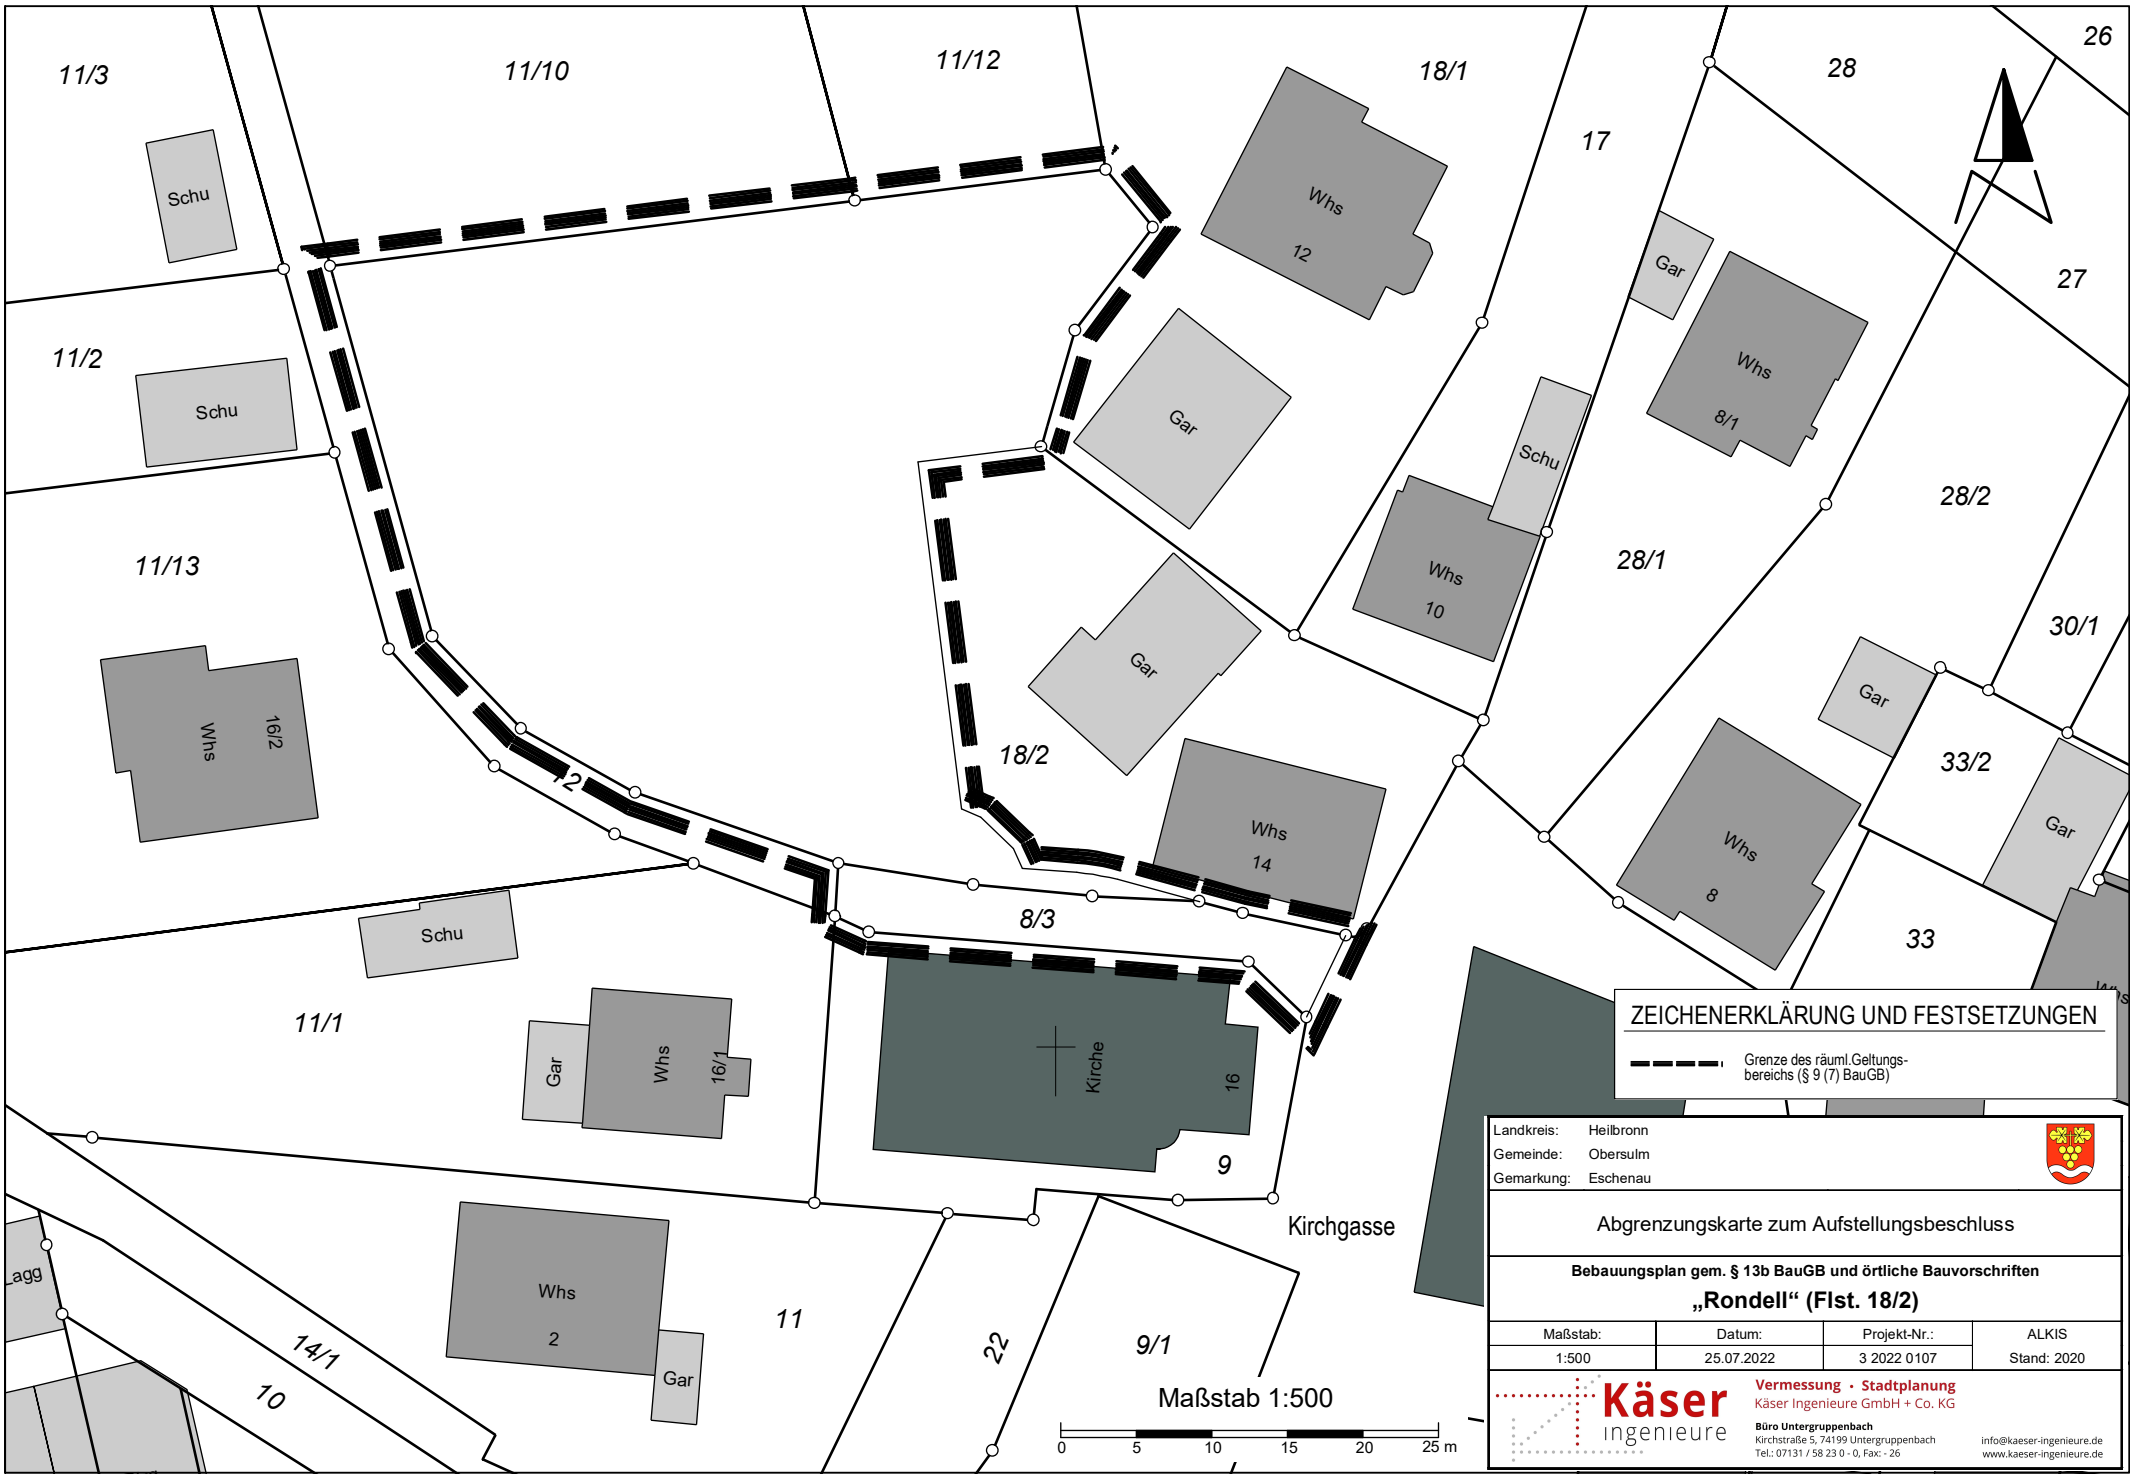 11/3
11/10
11/12
18/1
28
26
17
Schu
Whs
12
Gar
27
11/2
Schu
Whs
8/1
Gar
Schu
28/2
11/13
Whs
10
28/1
30/1
Gar
Whs
16/2
18/2
Gar
33/2
Whs
14
Gar
Whs
8
8/3
33
Schu
11/1
Gar
Whs
16/1
Kirche
16
9
Kirchgasse
Whs
2
Gar
11
22
9/1
14/1
10
ZEICHENERKLÄRUNG UND FESTSETZUNGEN
Grenze des räuml.Geltungs-
bereichs (§ 9 (7) BauGB)
Landkreis: Heilbronn
Gemeinde: Obersulm
Gemarkung: Eschenau
Abgrenzungskarte zum Aufstellungsbeschluss
Bebauungsplan gem. § 13b BauGB und örtliche Bauvorschriften
„Rondell“ (Flst. 18/2)
Maßstab: Datum: Projekt-Nr.: ALKIS
1:500 25.07.2022 3 2022 0107 Stand: 2020
Käser
ingenieure
Vermessung • Stadtplanung
Käser Ingenieure GmbH + Co. KG
Büro Untergruppenbach
Kirchstraße 5, 74199 Untergruppenbach
Tel.: 07131 / 58 23 0 - 0, Fax: - 26
info@kaeser-ingenieure.de
www.kaeser-ingenieure.de
Maßstab 1:500
0 5 10 15 20 25 m